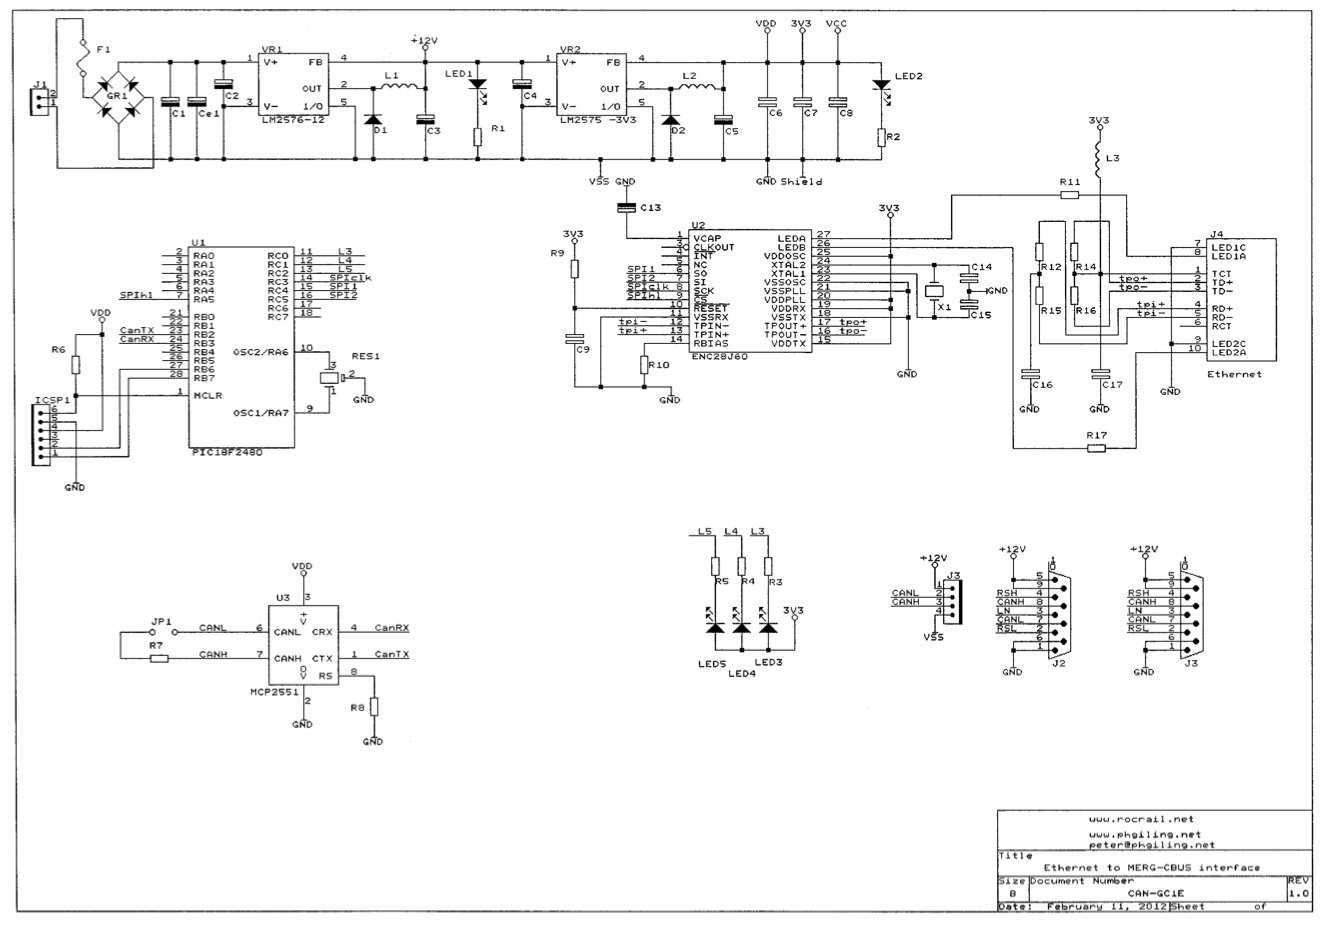 F1
J1
2
1
GR1
C1
Ce1
C2
VR1
1 V+ FB 4
OUT 2
3 V- I/O 5
LM2576-12
D1
L1
+12V
C3
LED1
R1
C4
VR2
1 V+ FB 4
OUT 2
3 V- I/O 5
LM2575 -3V3
D2
L2
C5
VDD 3V3 VCC
C6
C7
C8
LED2
R2
VSS GND
GND Shield
C13
U1
2 RA0 RC0 11 L3
3 RA1 RC1 12 L4
4 RA2 RC2 13 L5
5 RA3 RC3 14 SPIclk
6 RA4 RC4 15 SPI1
SPIhl 7 RA5 RC5 16 SPI2
RC6 17
21 RB0 RC7 18
22 RB1
CanTX 23 RB2
CanRX 24 RB3
25 RB4 OSC2/RA6 10
26 RB5
27 RB6
28 RB7
1 MCLR
OSC1/RA7 9
PIC18F2480
RES1
3
2
1
GND
VDD
R6
ICSP1
6
5
4
3
2
1
GND
3V3
R9
C9
U2
1 VCAP LEDA 27
3 CLKOUT LEDB 26
4 INT VDDOSC 25
5 NC XTAL2 24
SPI1 6 SO XTAL1 23
SPI2 7 SI VSSOSC 22
SPIclk 8 SCK VSSPLL 21
SPIhl 9 CS VDDPLL 20
10 RESET VDDRX 19
11 VSSRX VSSTX 18
tpi- 12 TPIN- TPOUT+ 17 tpo+
tpi+ 13 TPIN+ TPOUT- 16 tpo-
14 RBIAS VDDTX 15
ENC28J60
R10
GND
3V3
GND
X1
C14
C15
GND
R11
3V3
L3
R12
R14
R15
R16
C16
C17
GND
GND
R17
J4
7 LED1C
8 LED1A
1 TCT
tpo+ 2 TD+
tpo- 3 TD-
tpi+ 4 RD+
tpi- 5 RD-
6 RCT
9 LED2C
10 LED2A
Ethernet
GND
VDD
U3
3
+
V
JP1
R7
CANL 6 CANL CRX 4 CanRX
CANH 7 CANH CTX 1 CanTX
0
V
RS 8
MCP2551
2
GND
R8
GND
L5 L4 L3
R5
R4
R3
3V3
LED5
LED4
LED3
+12V
J3
1
CANL 2
CANH 3
4
VSS
+12V
10
5
9
RSH 4
CANH 8
LN 3
CANL 7
RSL 2
6
1
J2
GND
+12V
10
5
9
RSH 4
CANH 8
LN 3
CANL 7
RSL 2
6
1
J3
GND
www.rocrail.net
www.phgiling.net
peter@phgiling.net
Title
Ethernet to MERG-CBUS interface
Size Document Number REV
B CAN-GC1E 1.0
Date: February 11, 2012 Sheet of